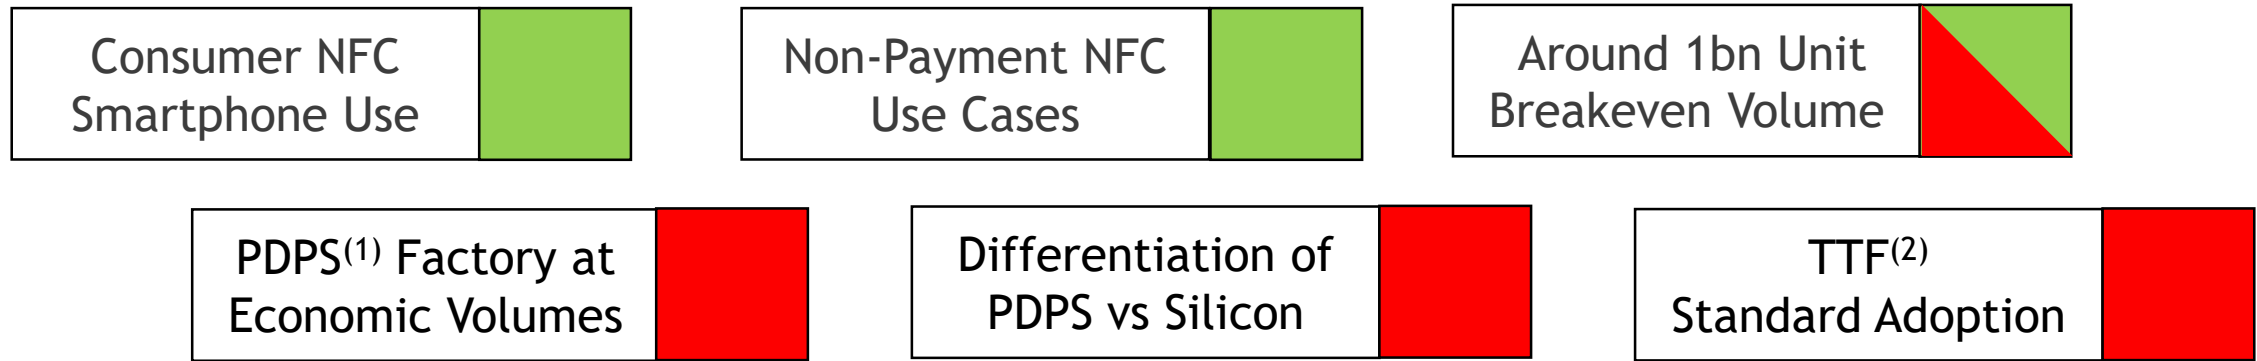 Consumer NFC
Smartphone Use
Non-Payment NFC
Use Cases
Around 1bn Unit
Breakeven Volume
PDPS(1) Factory at
Economic Volumes
Differentiation of
PDPS vs Silicon
TTF(2)
Standard Adoption